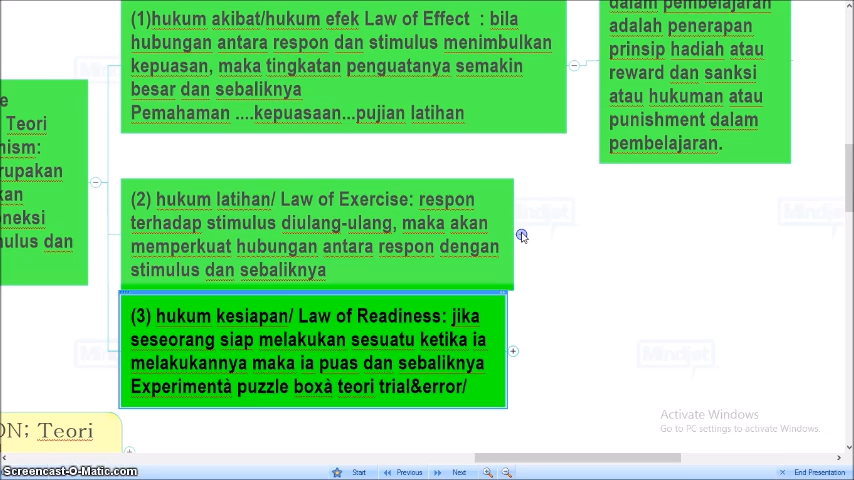 (1)hukum akibat/hukum efek Law of Effect : bila
hubungan antara respon dan stimulus menimbulkan
kepuasan, maka tingkatan penguatanya semakin
besar dan sebaliknya
Pemahaman ....kepuasaan...pujian latihan
dalam pembelajaran
adalah penerapan
prinsip hadiah atau
reward dan sanksi
atau hukuman atau
punishment dalam
pembelajaran.
e
Teori
nism:
rupakan
kan
neksi
ulus dan
(2) hukum latihan/ Law of Exercise: respon
terhadap stimulus diulang-ulang, maka akan
memperkuat hubungan antara respon dengan
stimulus dan sebaliknya
(3) hukum kesiapan/ Law of Readiness: jika
seseorang siap melakukan sesuatu ketika ia
melakukannya maka ia puas dan sebaliknya
Experimentà puzzle boxà teori trial&error/
ON; Teori
Mindjet
Mindjet
Mindjet
Activate Windows
Go to PC settings to activate Windows.
Screencast-O-Matic.com
Start
Previous
Next
End Presentation